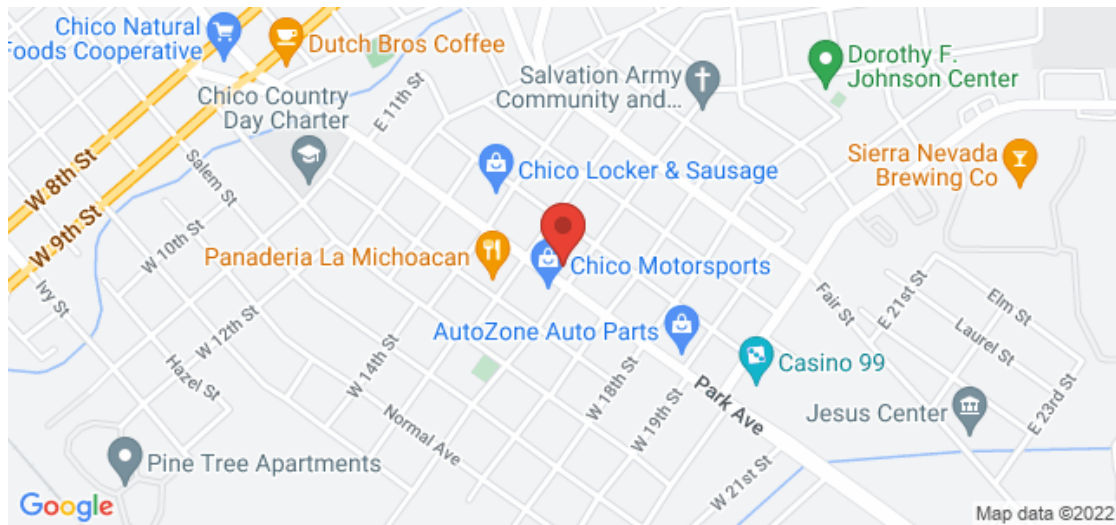 Chico Natural
Foods Cooperative
Dutch Bros Coffee
Salvation Army
Community and...
Dorothy F.
Johnson Center
Chico Country
Day Charter
E 11th St
W 8th St
Salem St
Chico Locker & Sausage
Sierra Nevada
Brewing Co
W 9th St
W 10th St
Panaderia La Michoacan
Chico Motorsports
Ivy St
W 12th St
Fair St
E 21st St
Elm St
AutoZone Auto Parts
Laurel St
Hazel St
W 14th St
Casino 99
W 18th St
Park Ave
W 19th St
Jesus Center
E 23rd St
Normal Ave
Pine Tree Apartments
W 21st St
Google
Map data ©2022